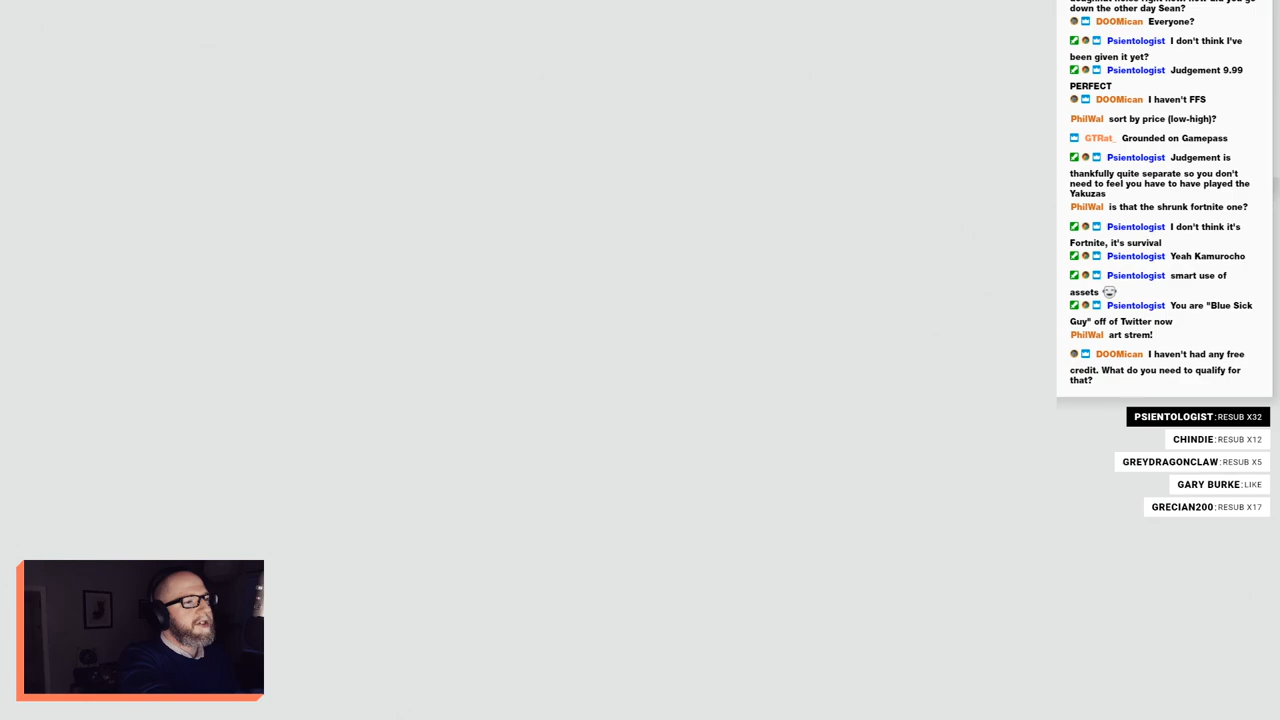 down the other day Sean?
DOOMican Everyone?
Psientologist I don't think I've
been given it yet?
Psientologist Judgement 9.99
PERFECT
DOOMican I haven't FFS
PhilWal sort by price (low-high)?
GTRat_ Grounded on Gamepass
Psientologist Judgement is
thankfully quite separate so you don't
need to feel you have to have played the
Yakuzas
PhilWal is that the shrunk fortnite one?
Psientologist I don't think it's
Fortnite, it's survival
Psientologist Yeah Kamurocho
Psientologist smart use of
assets
Psientologist You are "Blue Sick
Guy" off of Twitter now
PhilWal art strem!
DOOMican I haven't had any free
credit. What do you need to qualify for
that?
PSIENTOLOGIST:RESUB X32
CHINDIE:RESUB X12
GREYDRAGONCLAW:RESUB X5
GARY BURKE:LIKE
GRECIAN200:RESUB X17